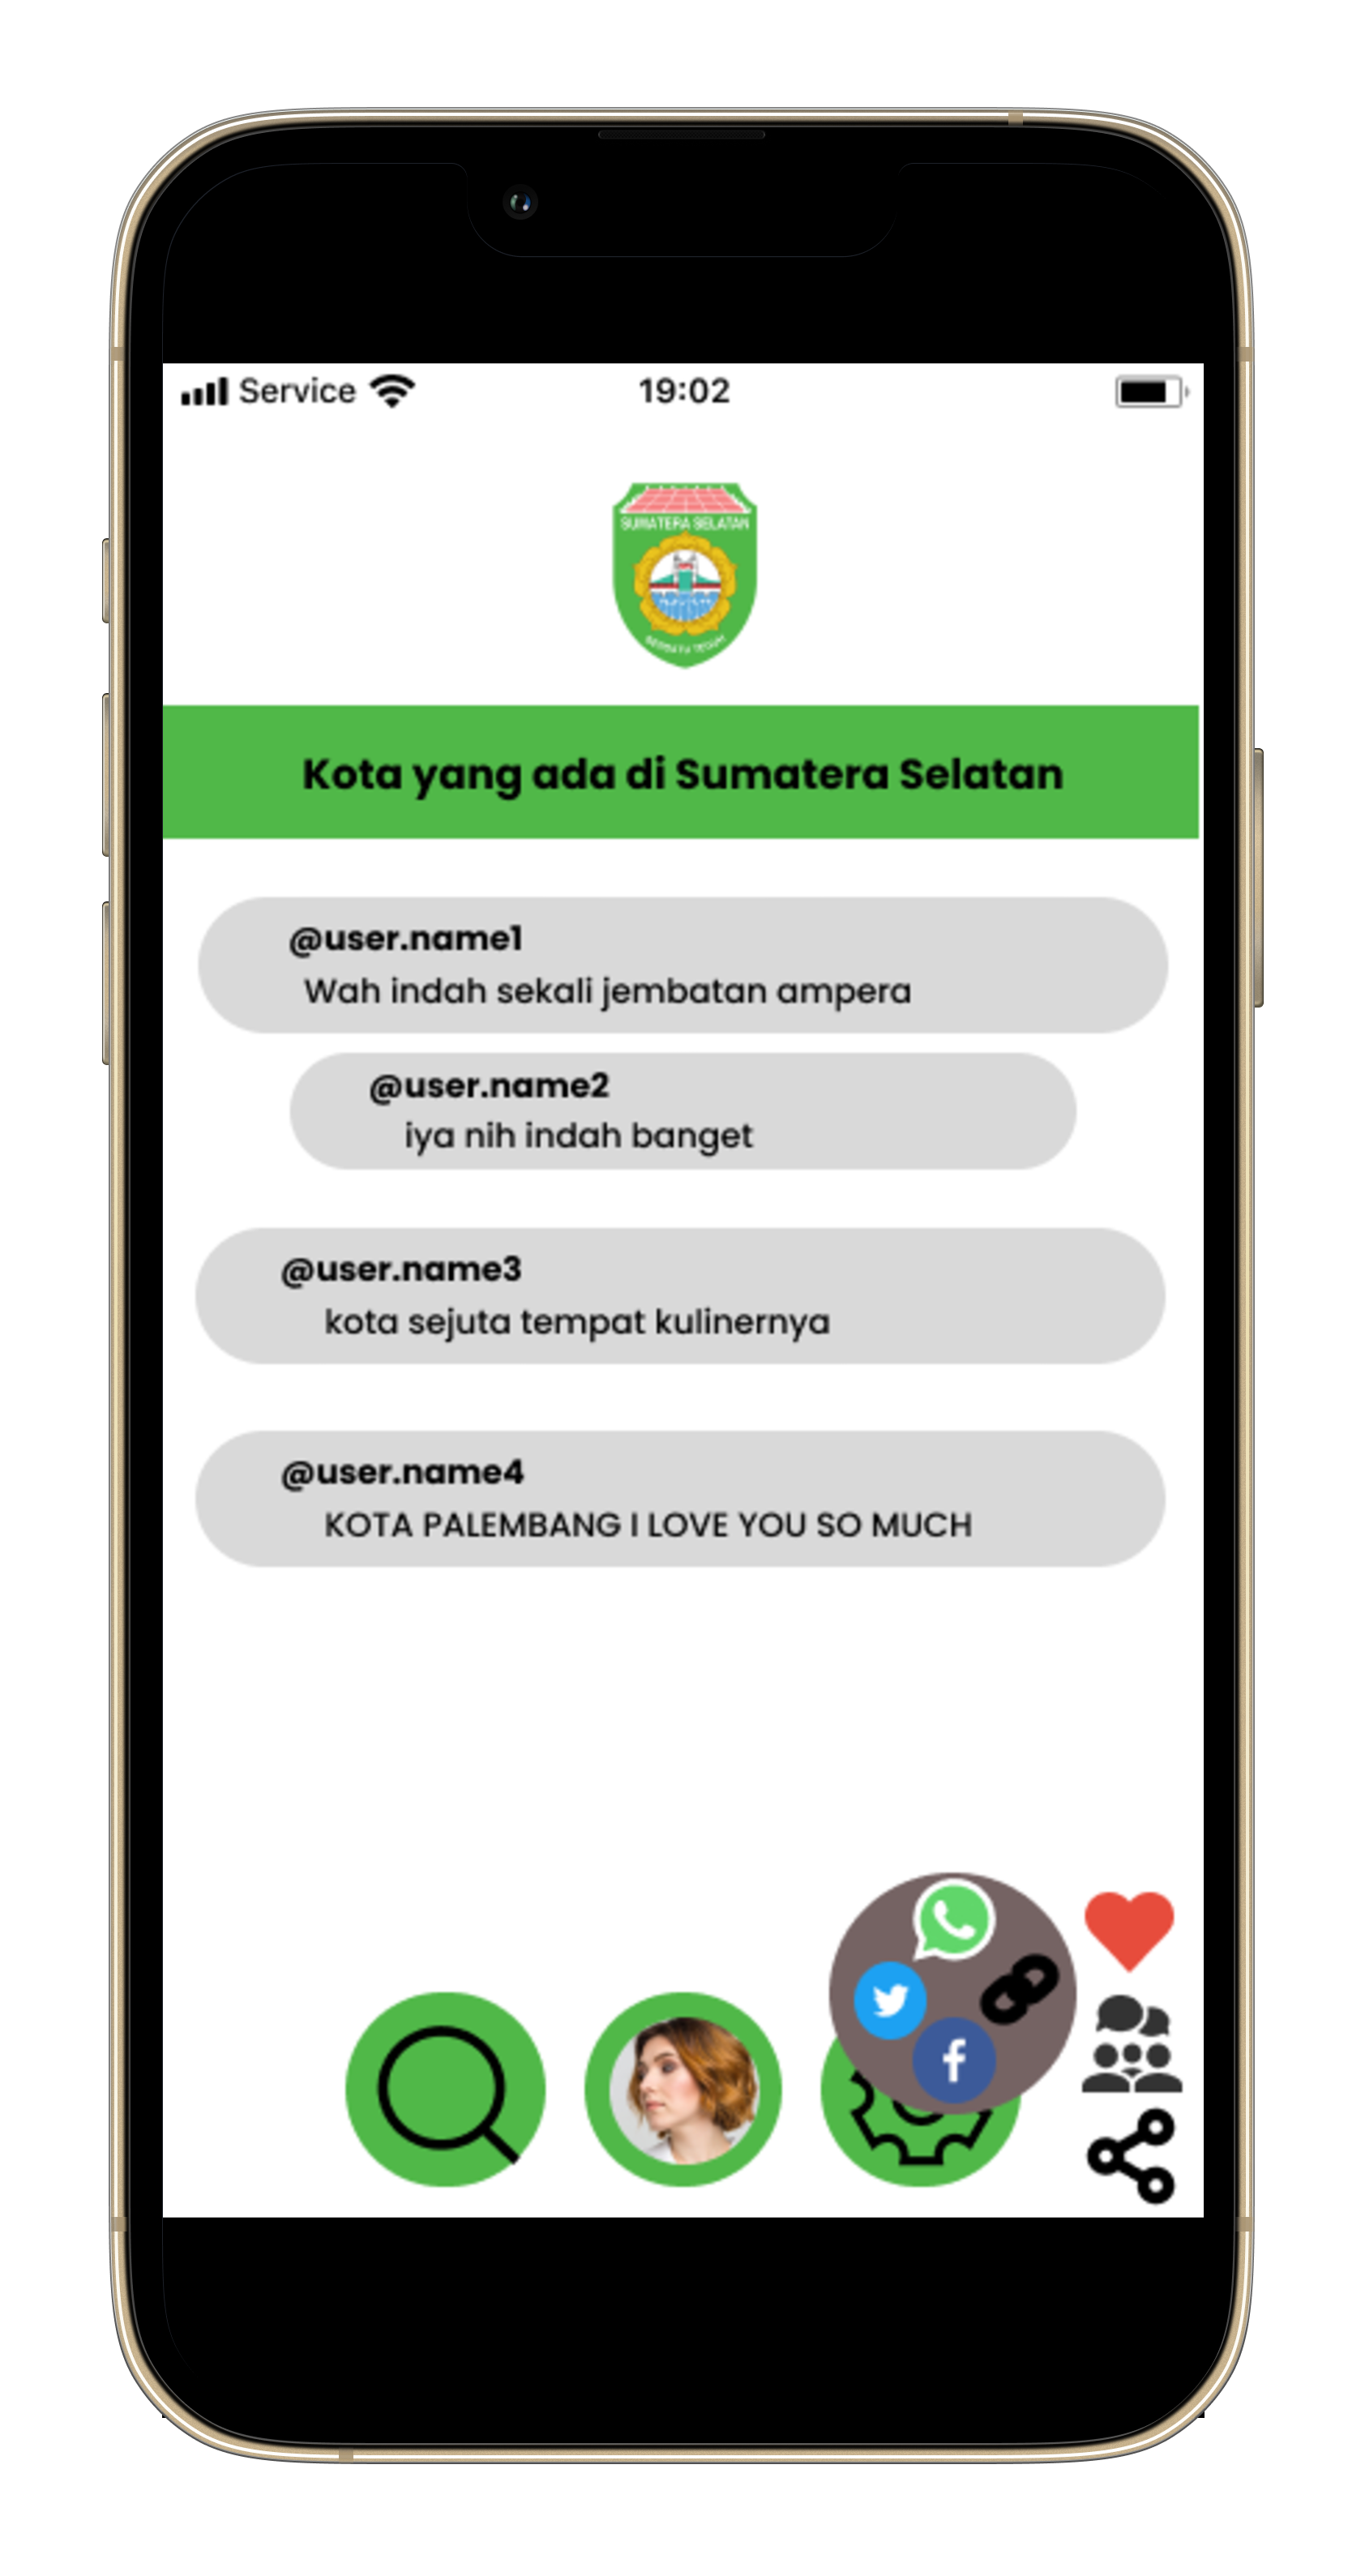 Service 19:02
SUMATERA SELATAN
Kota yang ada di Sumatera Selatan
@user.name1
Wah indah sekali jembatan ampera
@user.name2
iya nih indah banget
@user.name3
kota sejuta tempat kulinernya
@user.name4
KOTA PALEMBANG I LOVE YOU SO MUCH